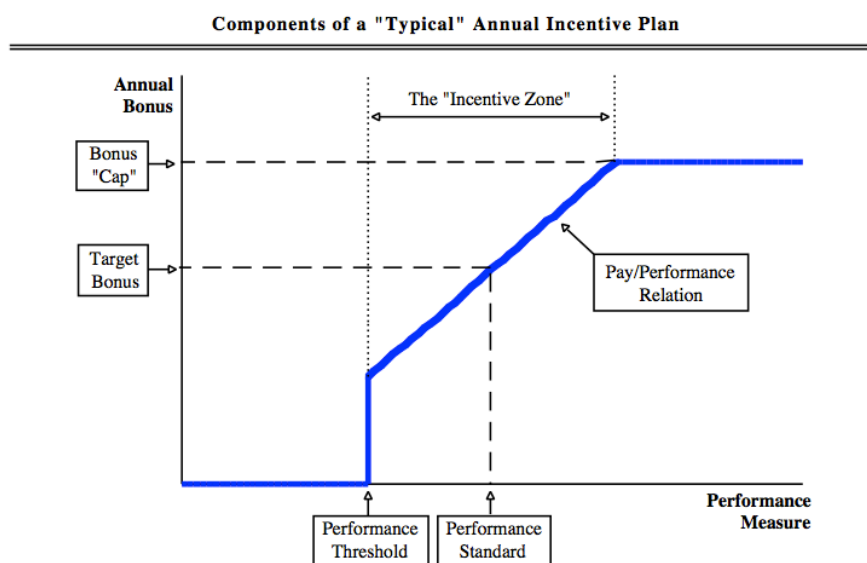 Components of a "Typical" Annual Incentive Plan
Annual
Bonus
The "Incentive Zone"
Bonus
"Cap"
Target
Bonus
Pay/Performance
Relation
Performance
Measure
Performance
Threshold
Performance
Standard